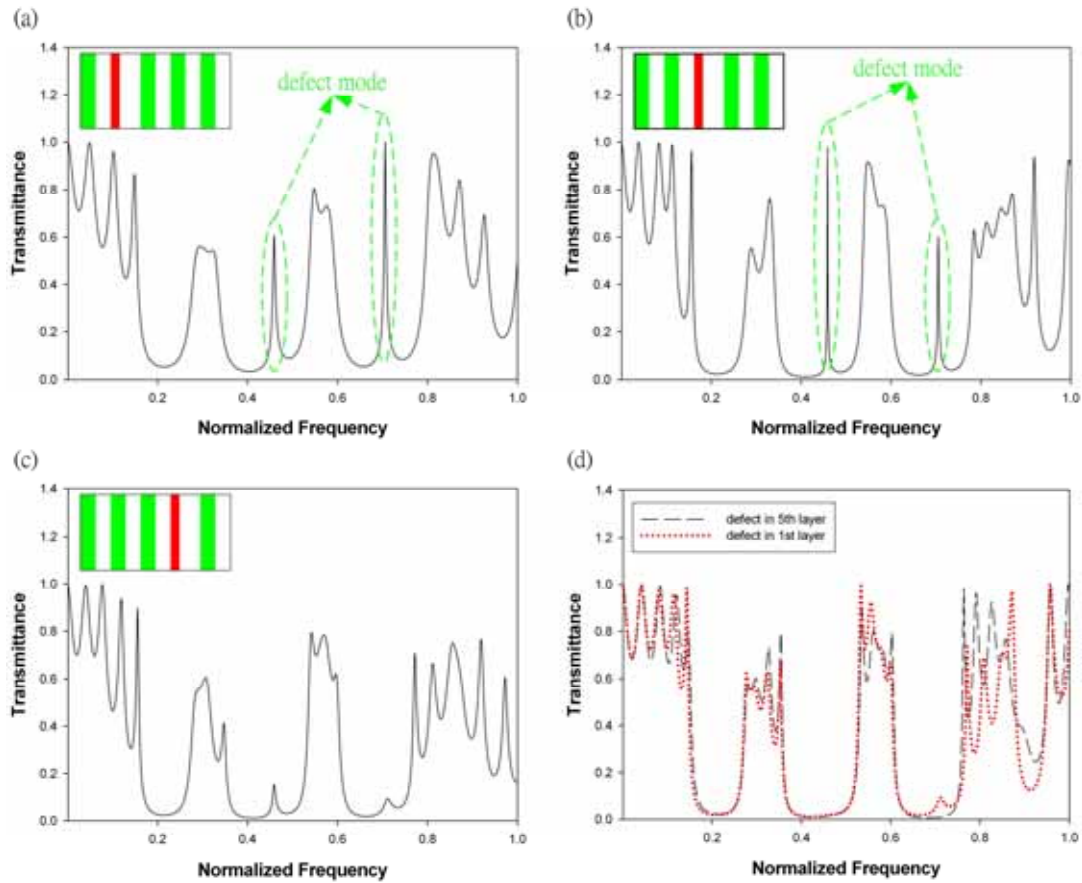 (a)
1.4
1.2
1.0
0.8
0.6
0.4
0.2
0.0
Transmittance
defect mode
0.2 0.4 0.6 0.8 1.0
Normalized Frequency
(b)
1.4
1.2
1.0
0.8
0.6
0.4
0.2
0.0
Transmittance
defect mode
0.2 0.4 0.6 0.8 1.0
Normalized Frequency
(c)
1.4
1.2
1.0
0.8
0.6
0.4
0.2
0.0
Transmittance
0.2 0.4 0.6 0.8 1.0
Normalized Frequency
(d)
1.4
1.2
1.0
0.8
0.6
0.4
0.2
0.0
Transmittance
defect in 5th layer
defect in 1st layer
0.2 0.4 0.6 0.8 1.0
Normalized Frequency